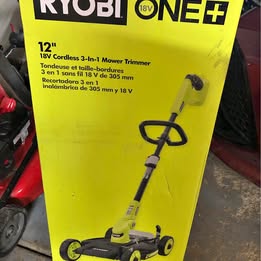 RYOBI ONE+
18V
12"
18V Cordless 3-In-1 Mower Trimmer
Tondeuse et taille-bordures
3 en 1 sans fil 18 V de 305 mm
Recortadora 3 en 1
inalámbrica de 305 mm y 18 V